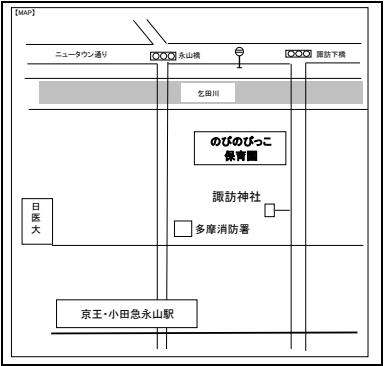 【MAP】
ニュータウン通り
永山橋
諏訪下橋
乞田川
のびのびっこ
保育園
諏訪神社
日
医
大
多摩消防署
京王・小田急永山駅